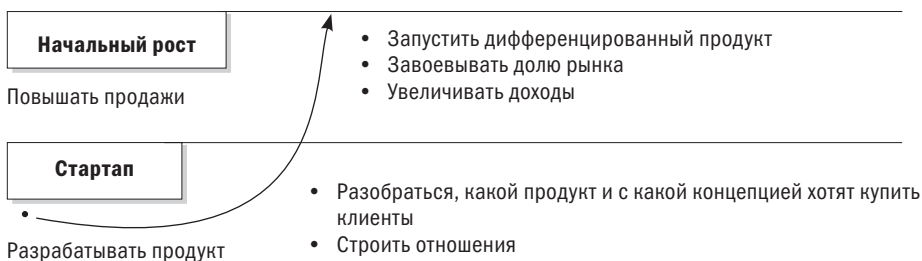 Начальный рост
Повышать продажи
• Запустить дифференцированный продукт
• Завоевывать долю рынка
• Увеличивать доходы
Стартап
•
Разрабатывать продукт
• Разобраться, какой продукт и с какой концепцией хотят купить
клиенты
• Строить отношения